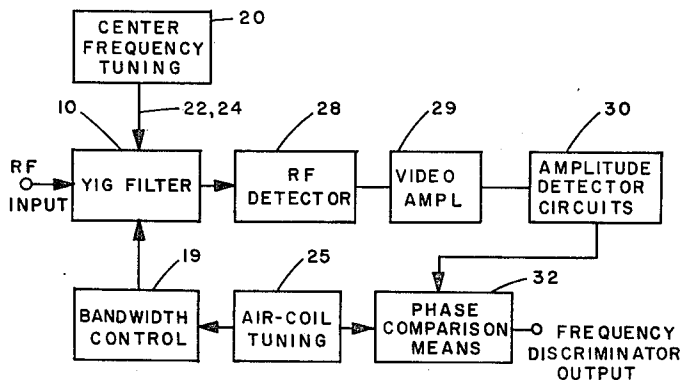 CENTER
FREQUENCY
TUNING
20
22,24
10
28
29
30
RF
INPUT
YIG FILTER
RF
DETECTOR
VIDEO
AMPL
AMPLITUDE
DETECTOR
CIRCUITS
19
25
32
BANDWIDTH
CONTROL
AIR-COIL
TUNING
PHASE
COMPARISON
MEANS
FREQUENCY
DISCRIMINATOR
OUTPUT